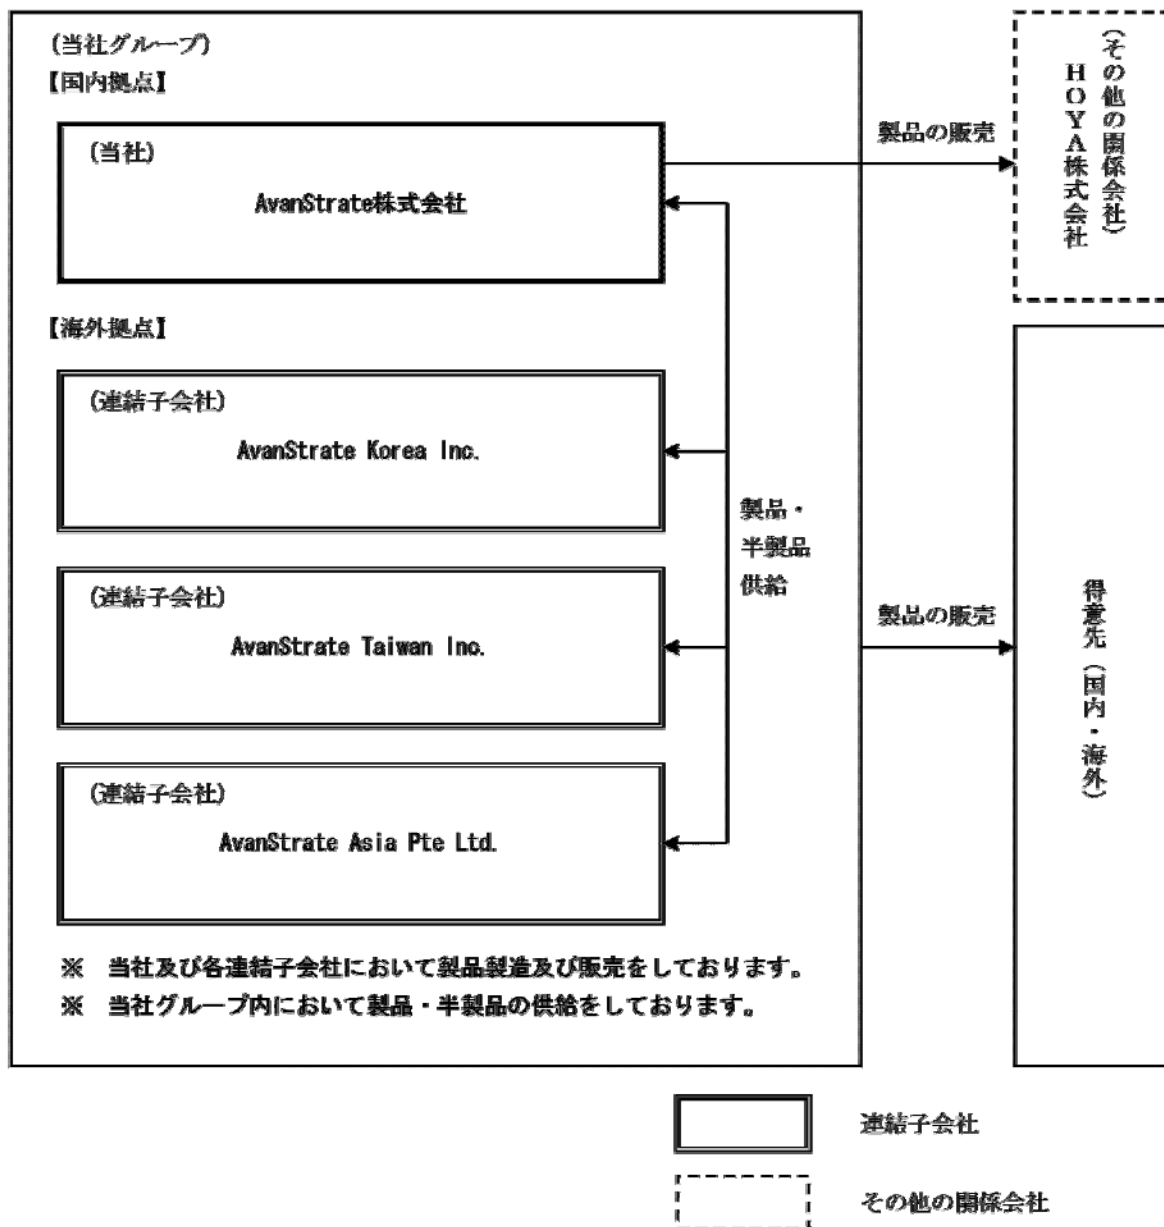 (当社グループ)
【国内拠点】
(当社)
AvanStrate株式会社
製品の販売
(その他の関係会社)
HOYA株式会社
【海外拠点】
(連結子会社)
AvanStrate Korea Inc.
(連結子会社)
AvanStrate Taiwan Inc.
(連結子会社)
AvanStrate Asia Pte Ltd.
製品・
半製品
供給
製品の販売
得意先(国内・海外)
※ 当社及び各連結子会社において製品製造及び販売をしております。
※ 当社グループ内において製品・半製品の供給をしております。
連結子会社
その他の関係会社